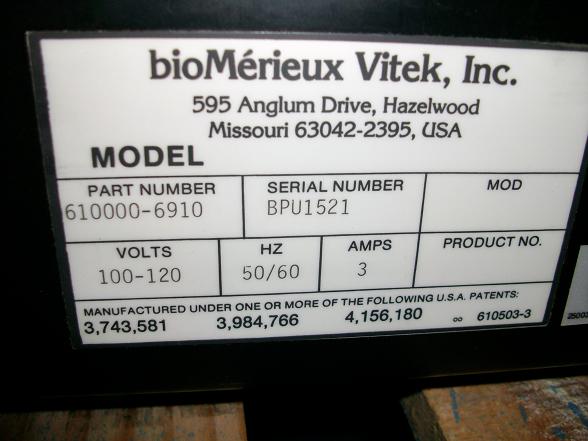 bioMérieux Vitek, Inc.
595 Anglum Drive, Hazelwood
Missouri 63042-2395, USA
MODEL
PART NUMBER SERIAL NUMBER MOD
610000-6910 BPU1521
VOLTS HZ AMPS PRODUCT NO.
100-120 50/60 3
MANUFACTURED UNDER ONE OR MORE OF THE FOLLOWING U.S.A. PATENTS:
3,743,581 3,984,766 4,156,180 610503-3